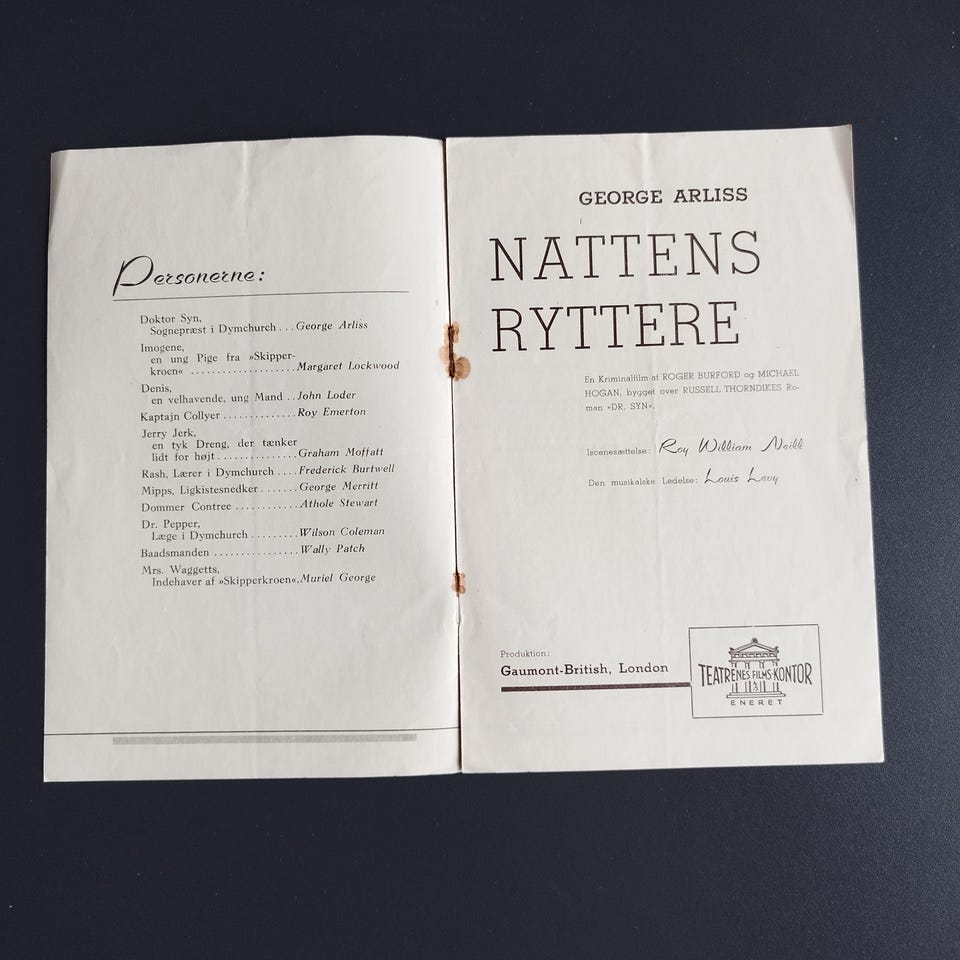 Personerne:
Doktor Syn,
Sognepræst i Dymchurch ... George Arliss
Imogene,
en ung Pige fra »Skipper-
kroen« .................... Margaret Lockwood
Denis,
en velhavende, ung Mand .. John Loder
Kaptajn Collyer ............. Roy Emerton
Jerry Jerk,
en tyk Dreng, der tænker
lidt for højt ............... Graham Moffatt
Rash, Lærer i Dymchurch .... Frederick Burtwell
Mipps, Ligkistesnedker ....... George Merritt
Dommer Contree ............ Athole Stewart
Dr. Pepper,
Læge i Dymchurch ......... Wilson Coleman
Baadsmanden ................ Wally Patch
Mrs. Waggetts,
Indehaver af »Skipperkroen«. Muriel George
GEORGE ARLISS
NATTENS
RYTTERE
En Kriminalfilm af ROGER BURFORD og MICHAEL
HOGAN, bygget over RUSSELL THORNDIKES Ro-
man »DR. SYN«.
Iscenesættelse: Roy William Neill
Den musikalske Ledelse: Louis Levy
Produktion:
Gaumont-British, London
TEATRENES FILMS-KONTOR
A/S
ENERET